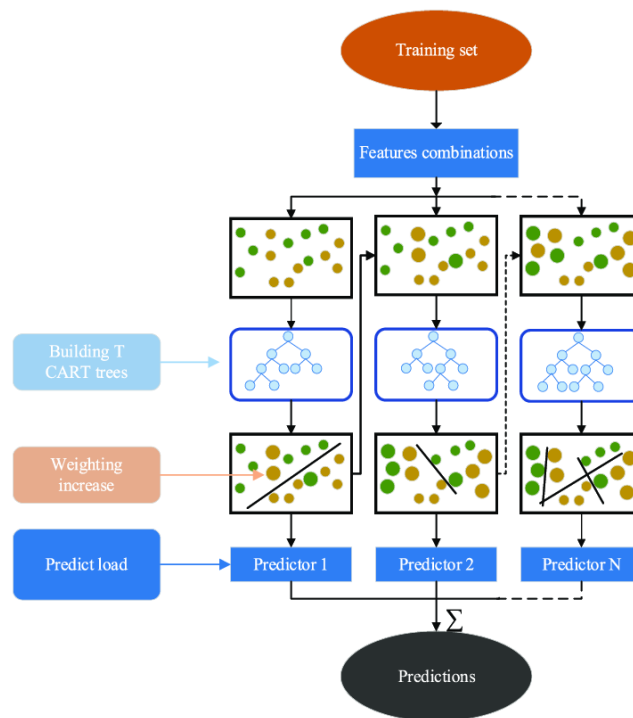 Training set
Features combinations
Building T
CART trees
Weighting
increase
Predict load
Predictor 1
Predictor 2
Predictor N
Σ
Predictions